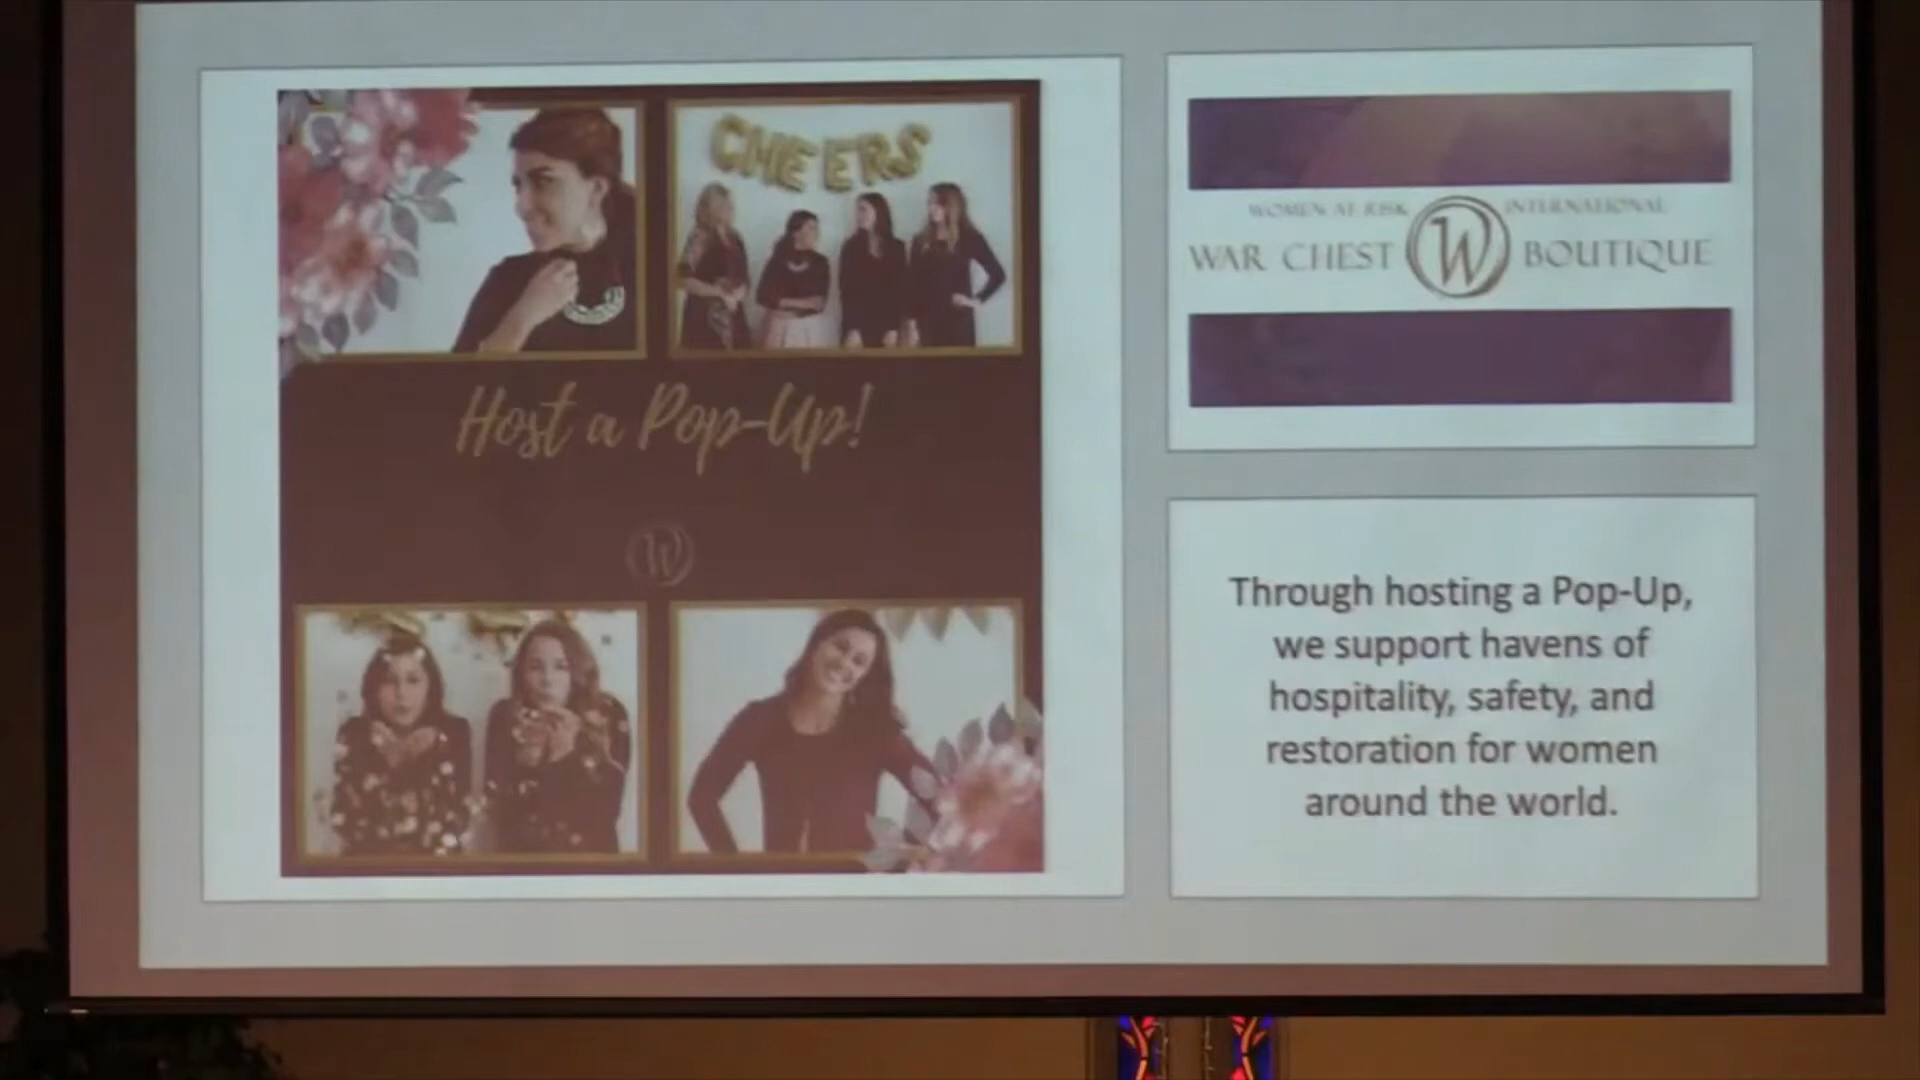 CHEERS
Host a Pop-Up!
W
WOMEN AT RISK INTERNATIONAL
WAR CHEST W BOUTIQUE
Through hosting a Pop-Up,
we support havens of
hospitality, safety, and
restoration for women
around the world.